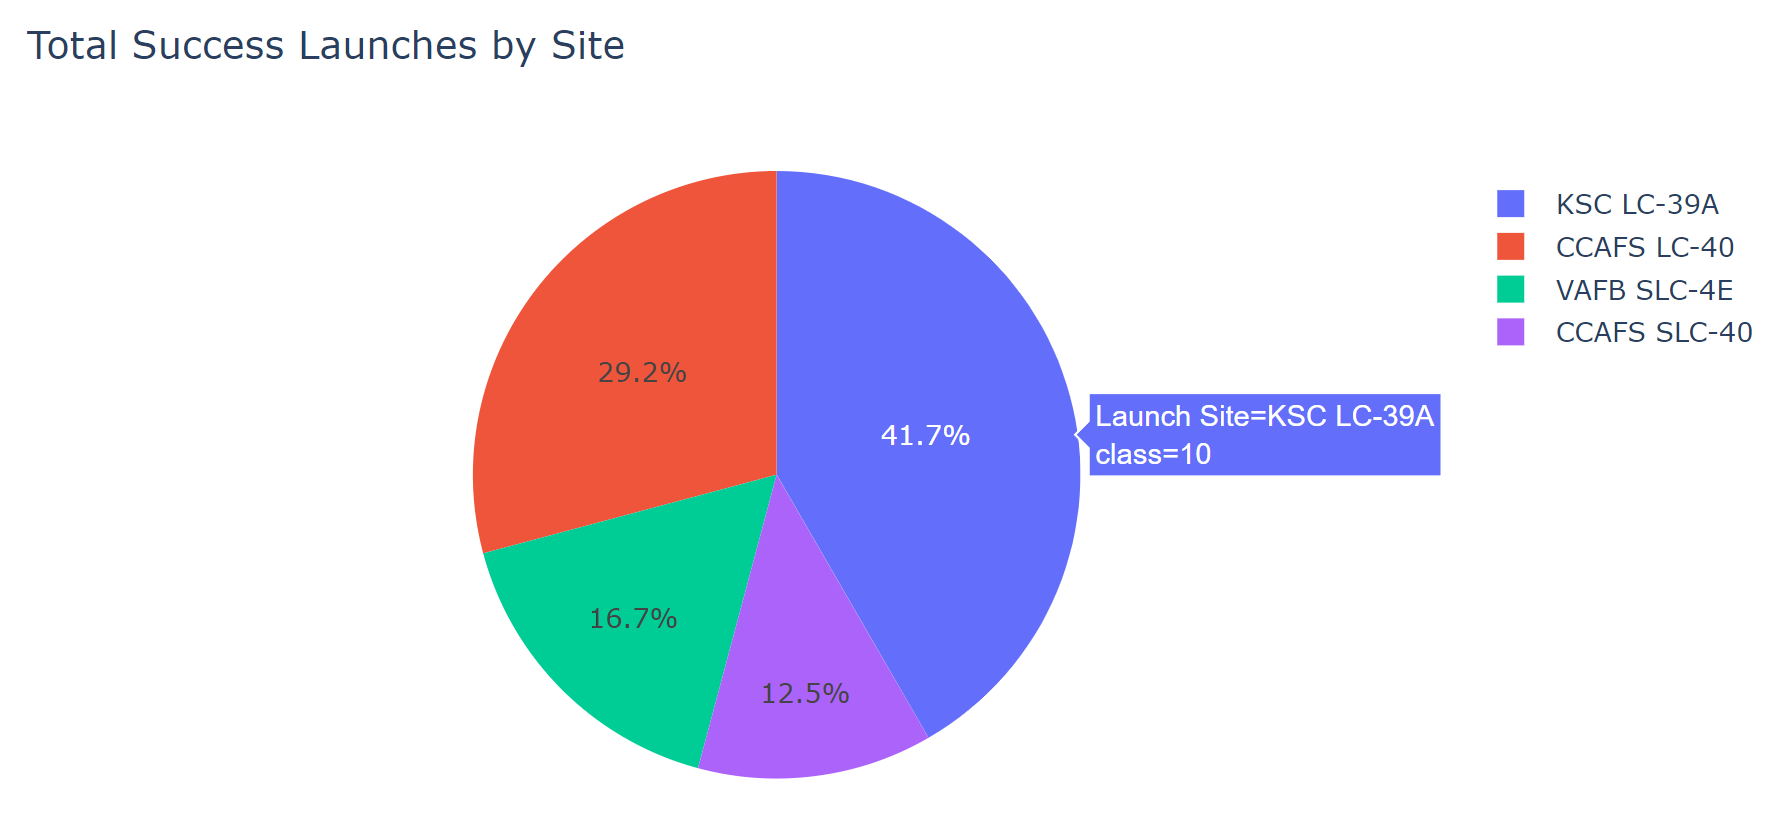 Total Success Launches by Site
KSC LC-39A
CCAFS LC-40
VAFB SLC-4E
CCAFS SLC-40
29.2%
41.7%
Launch Site=KSC LC-39A
class=10
16.7%
12.5%